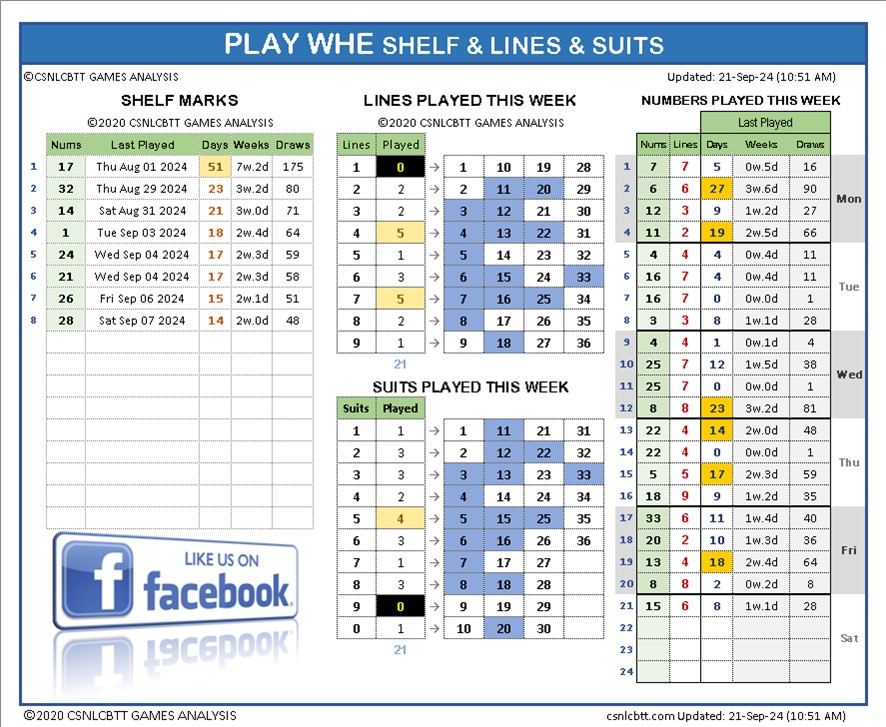 PLAY WHE SHELF & LINES & SUITS
©CSNLCBTT GAMES ANALYSIS
Updated: 21-Sep-24 (10:51 AM)
SHELF MARKS
©2020 CSNLCBTT GAMES ANALYSIS
Nums Last Played Days Weeks Draws
1 17 Thu Aug 01 2024 51 7w.2d 175
2 32 Thu Aug 29 2024 23 3w.2d 80
3 14 Sat Aug 31 2024 21 3w.0d 71
4 1 Tue Sep 03 2024 18 2w.4d 64
5 24 Wed Sep 04 2024 17 2w.3d 59
6 21 Wed Sep 04 2024 17 2w.3d 58
7 26 Fri Sep 06 2024 15 2w.1d 51
8 28 Sat Sep 07 2024 14 2w.0d 48
LIKE US ON
facebook.
LINES PLAYED THIS WEEK
©2020 CSNLCBTT GAMES ANALYSIS
Lines Played
1 0 → 1 10 19 28
2 2 → 2 11 20 29
3 2 → 3 12 21 30
4 5 → 4 13 22 31
5 1 → 5 14 23 32
6 3 → 6 15 24 33
7 5 → 7 16 25 34
8 2 → 8 17 26 35
9 1 → 9 18 27 36
21
SUITS PLAYED THIS WEEK
Suits Played
1 1 → 1 11 21 31
2 3 → 2 12 22 32
3 3 → 3 13 23 33
4 2 → 4 14 24 34
5 4 → 5 15 25 35
6 3 → 6 16 26 36
7 1 → 7 17 27
8 3 → 8 18 28
9 0 → 9 19 29
0 1 → 10 20 30
21
NUMBERS PLAYED THIS WEEK
Last Played
Nums Lines Days Weeks Draws
1 7 7 5 0w.5d 16
2 6 6 27 3w.6d 90
Mon
3 12 3 9 1w.2d 27
4 11 2 19 2w.5d 66
5 4 4 4 0w.4d 11
6 16 7 4 0w.4d 11
Tue
7 16 7 0 0w.0d 1
8 3 3 8 1w.1d 28
9 4 4 1 0w.1d 4
10 25 7 12 1w.5d 38
Wed
11 25 7 0 0w.0d 1
12 8 8 23 3w.2d 81
13 22 4 14 2w.0d 48
14 22 4 0 0w.0d 1
Thu
15 5 5 17 2w.3d 59
16 18 9 9 1w.2d 35
17 33 6 11 1w.4d 40
18 20 2 10 1w.3d 36
Fri
19 13 4 18 2w.4d 64
20 8 8 2 0w.2d 8
21 15 6 8 1w.1d 28
22
Sat
23
24
©2020 CSNLCBTT GAMES ANALYSIS
csnlcbtt.com Updated: 21-Sep-24 (10:51 AM)